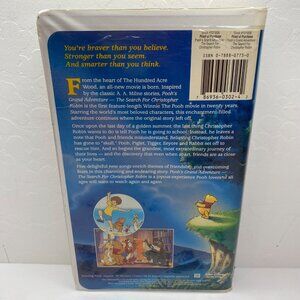 You're braver than you believe.
Stronger than you seem.
And smarter than you think.
From the heart of The Hundred Acre
Wood, an all-new movie is born. Inspired
by the classic A. A. Milne stories, Pooh's
Grand Adventure — The Search For Christopher
Robin is the first feature-length Winnie The Pooh movie in twenty years.
Starring the world's most beloved characters, this enchantment-filled
adventure continues where the original story left off.
Once upon the last day of a golden summer, Christopher
Robin wants to do is tell Pooh he is going to school. Instead, he leaves a
note that Pooh and friends misunderstand. Believing Christopher Robin has
gone to "skull," Pooh, Piglet, Tigger, Eeyore and Rabbit set off to
rescue him. And so begins the grandest, most extraordinary journey of
their lives — and the discovery that even when apart, friends are as close as
your heart.
Five delightful new songs enrich themes of friendship and
bears in this charming and endearing story. Pooh's Grand Adventure —
The Search For Christopher Robin is a joyous experience Pooh lovers of all
ages will want to watch again and again.
ISBN 0-7888-0775-0
7 86936 03021 4